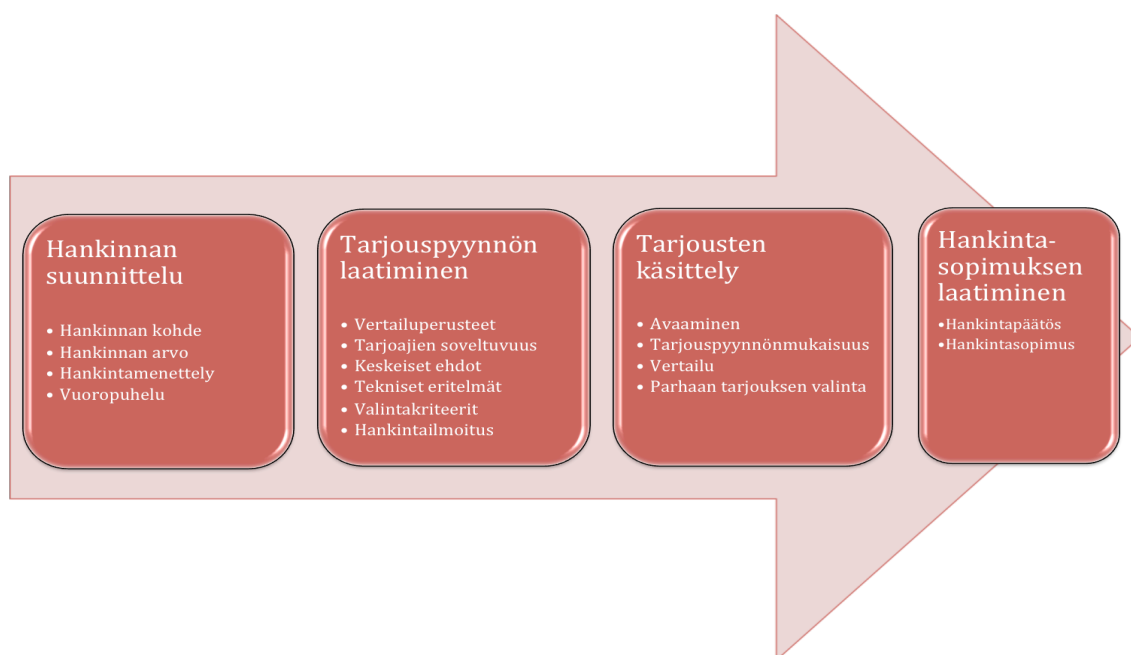 Hankinnan
suunnittelu
• Hankinnan kohde
• Hankinnan arvo
• Hankintamenettely
• Vuoropuhelu
Tarjouspyynnön
laatiminen
• Vertailuperusteet
• Tarjoajien soveltuvuus
• Keskeiset ehdot
• Tekniset eritelmät
• Valintakriteerit
• Hankintailmoitus
Tarjousten
käsittely
• Avaaminen
• Tarjouspyynnönmukaisuus
• Vertailu
• Parhaan tarjouksen valinta
Hankinta-
sopimuksen
laatiminen
•Hankintapäätös
•Hankintasopimus